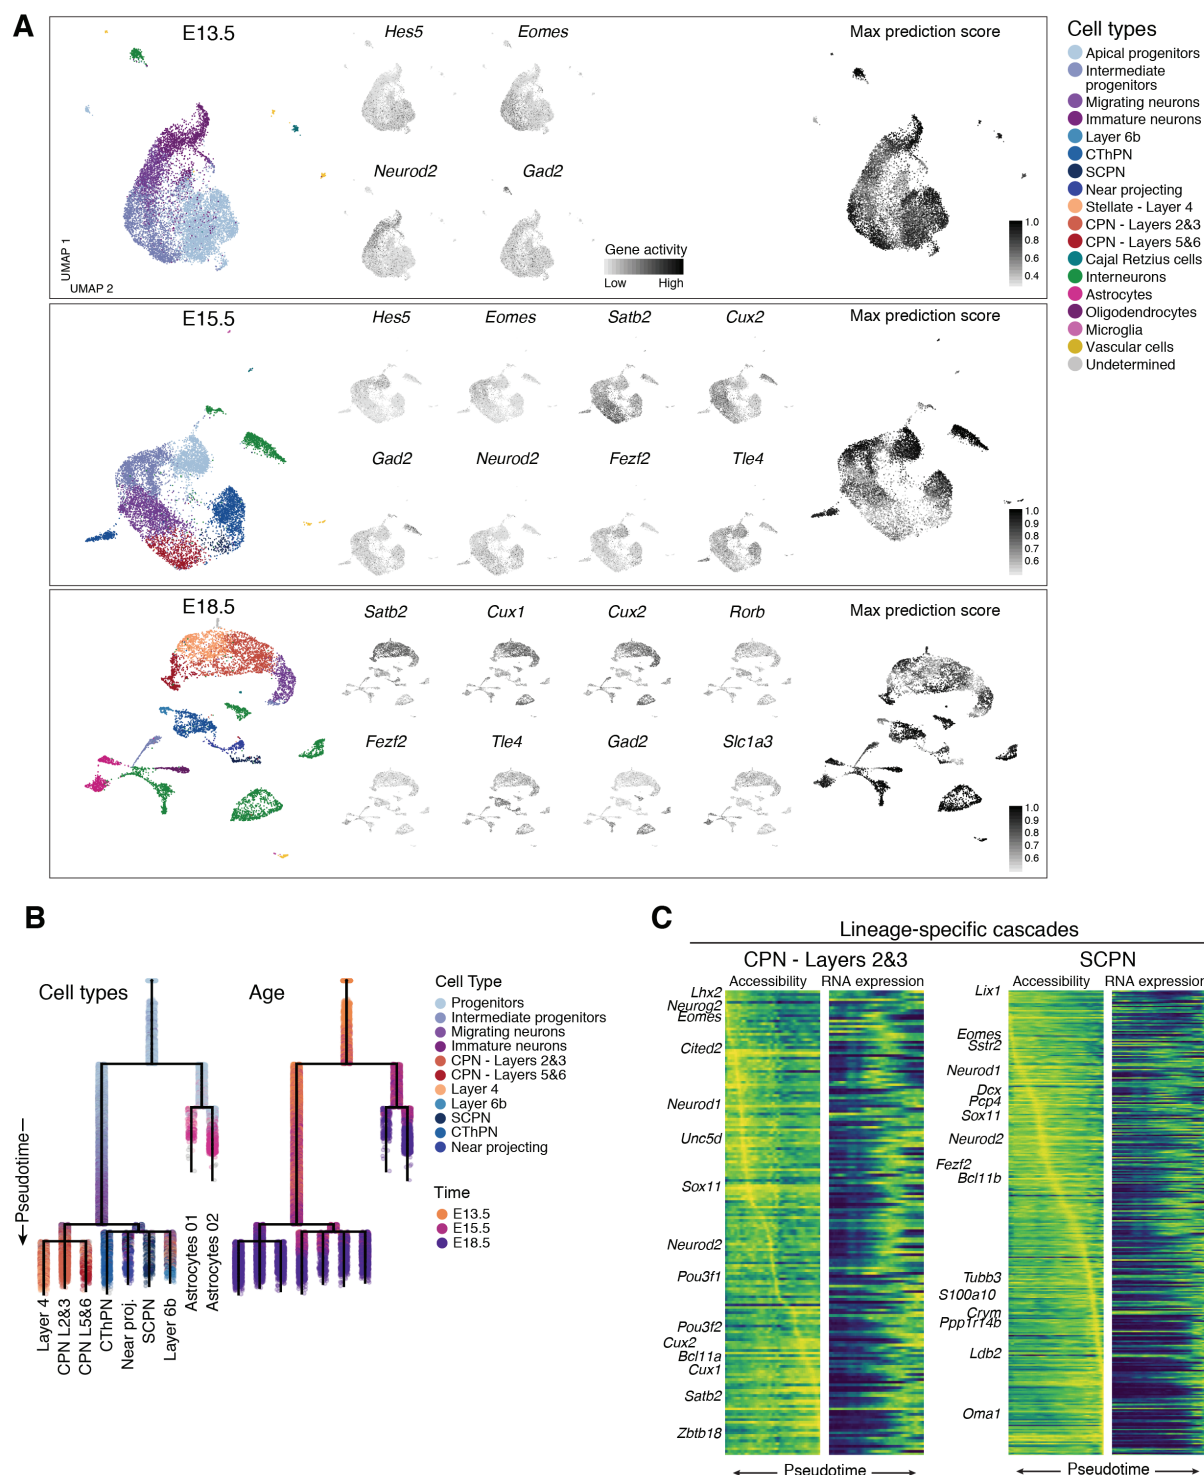 A
E13.5
Hes5
Eomes
Max prediction score
Neurod2
Gad2
Gene activity
Low
High
UMAP 1
UMAP 2
1.0
0.8
0.6
0.4
Cell types
Apical progenitors
Intermediate
progenitors
Migrating neurons
Immature neurons
Layer 6b
CThPN
SCPN
Near projecting
Stellate - Layer 4
CPN - Layers 2&3
CPN - Layers 5&6
Cajal Retzius cells
Interneurons
Astrocytes
Oligodendrocytes
Microglia
Vascular cells
Undetermined
E15.5
Hes5
Eomes
Satb2
Cux2
Max prediction score
Gad2
Neurod2
Fezf2
Tle4
1.0
0.9
0.8
0.7
0.6
E18.5
Satb2
Cux1
Cux2
Rorb
Max prediction score
Fezf2
Tle4
Gad2
Slc1a3
1.0
0.9
0.8
0.7
0.6
B
Cell types
Age
Pseudotime
Layer 4
CPN L2&3
CPN L5&6
CThPN
Near proj.
SCPN
Layer 6b
Astrocytes 01
Astrocytes 02
Cell Type
Progenitors
Intermediate progenitors
Migrating neurons
Immature neurons
CPN - Layers 2&3
CPN - Layers 5&6
Layer 4
Layer 6b
SCPN
CThPN
Near projecting
Time
E13.5
E15.5
E18.5
C
Lineage-specific cascades
CPN - Layers 2&3
Accessibility
RNA expression
Lhx2
Neurog2
Eomes
Cited2
Neurod1
Unc5d
Sox11
Neurod2
Pou3f1
Pou3f2
Cux2
Bcl11a
Cux1
Satb2
Zbtb18
Pseudotime
SCPN
Accessibility
RNA expression
Lix1
Eomes
Sstr2
Neurod1
Dcx
Pcp4
Sox11
Neurod2
Fezf2
Bcl11b
Tubb3
S100a10
Crym
Ppp1r14b
Ldb2
Oma1
Pseudotime